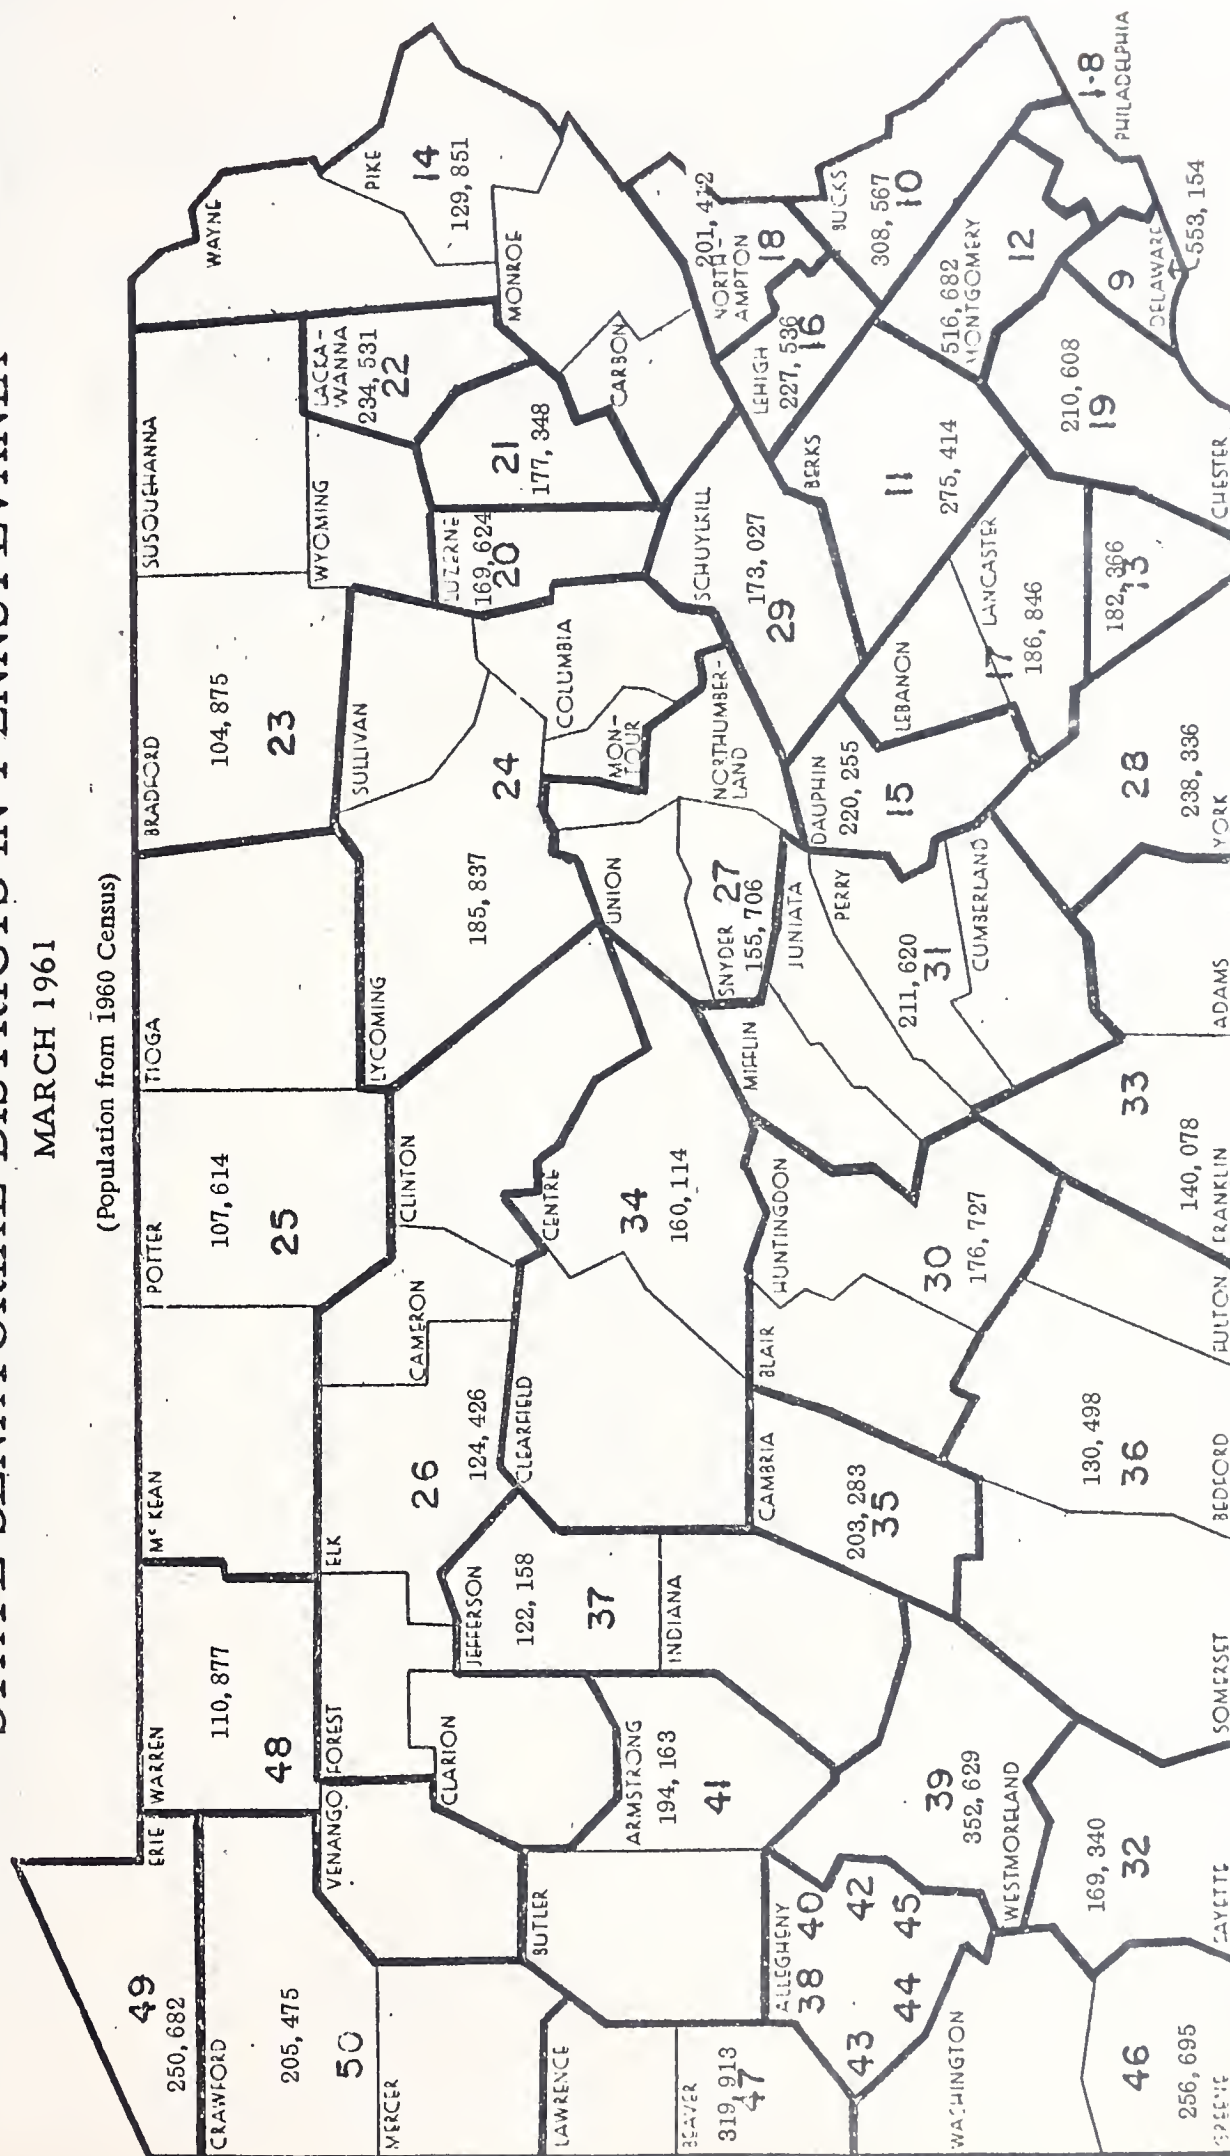 MARCH 1961
(Population from 1960 Census)
ERIE
49
250, 682
CRAWFORD
205, 475
50
MERCER
WARREN
110, 877
48
Mc KEAN
POTTER
107, 614
25
TIOGA
BRADFORD
104, 875
23
SUSQUEHANNA
WYOMING
WAYNE
PIKE
14
129, 851
MONROE
CARBON
LACKA-
WANNA
234, 531
22
21
177, 348
LUZERNE
169, 624
20
VENANGO
FOREST
CLARION
ELK
CAMERON
26
124, 426
CLINTON
LYCOMING
185, 837
SULLIVAN
24
COLUMBIA
MON-
TOUR
JEFFERSON
122, 158
37
INDIANA
CLEARFIELD
CENTRE
34
160, 114
UNION
SNYDER
27
155, 706
NORTHUMBER-
LAND
SCHUYLKILL
173, 027
29
LAWRENCE
BEAVER
319, 913
47
BUTLER
ARMSTRONG
194, 163
41
ALLEGHENY
38
40
42
43
44
45
WESTMORELAND
39
352, 629
CAMBRIA
203, 283
35
BLAIR
HUNTINGDON
30
176, 727
MIFFLIN
JUNIATA
PERRY
211, 620
31
CUMBERLAND
DAUPHIN
220, 255
15
LEBANON
17
LANCASTER
186, 846
182, 366
13
BERKS
11
275, 414
LEHIGH
227, 536
16
NORTH-
AMPTON
18
BUCKS
308, 567
10
516, 682
MONTGOMERY
12
1-8
PHILADELPHIA
9
DELAWARE
553, 154
210, 608
19
CHESTER
28
238, 336
YORK
ADAMS
33
140, 078
FRANKLIN
FULTON
130, 498
36
BEDFORD
SOMERSET
169, 340
32
FAYETTE
WASHINGTON
46
256, 695
GREENE